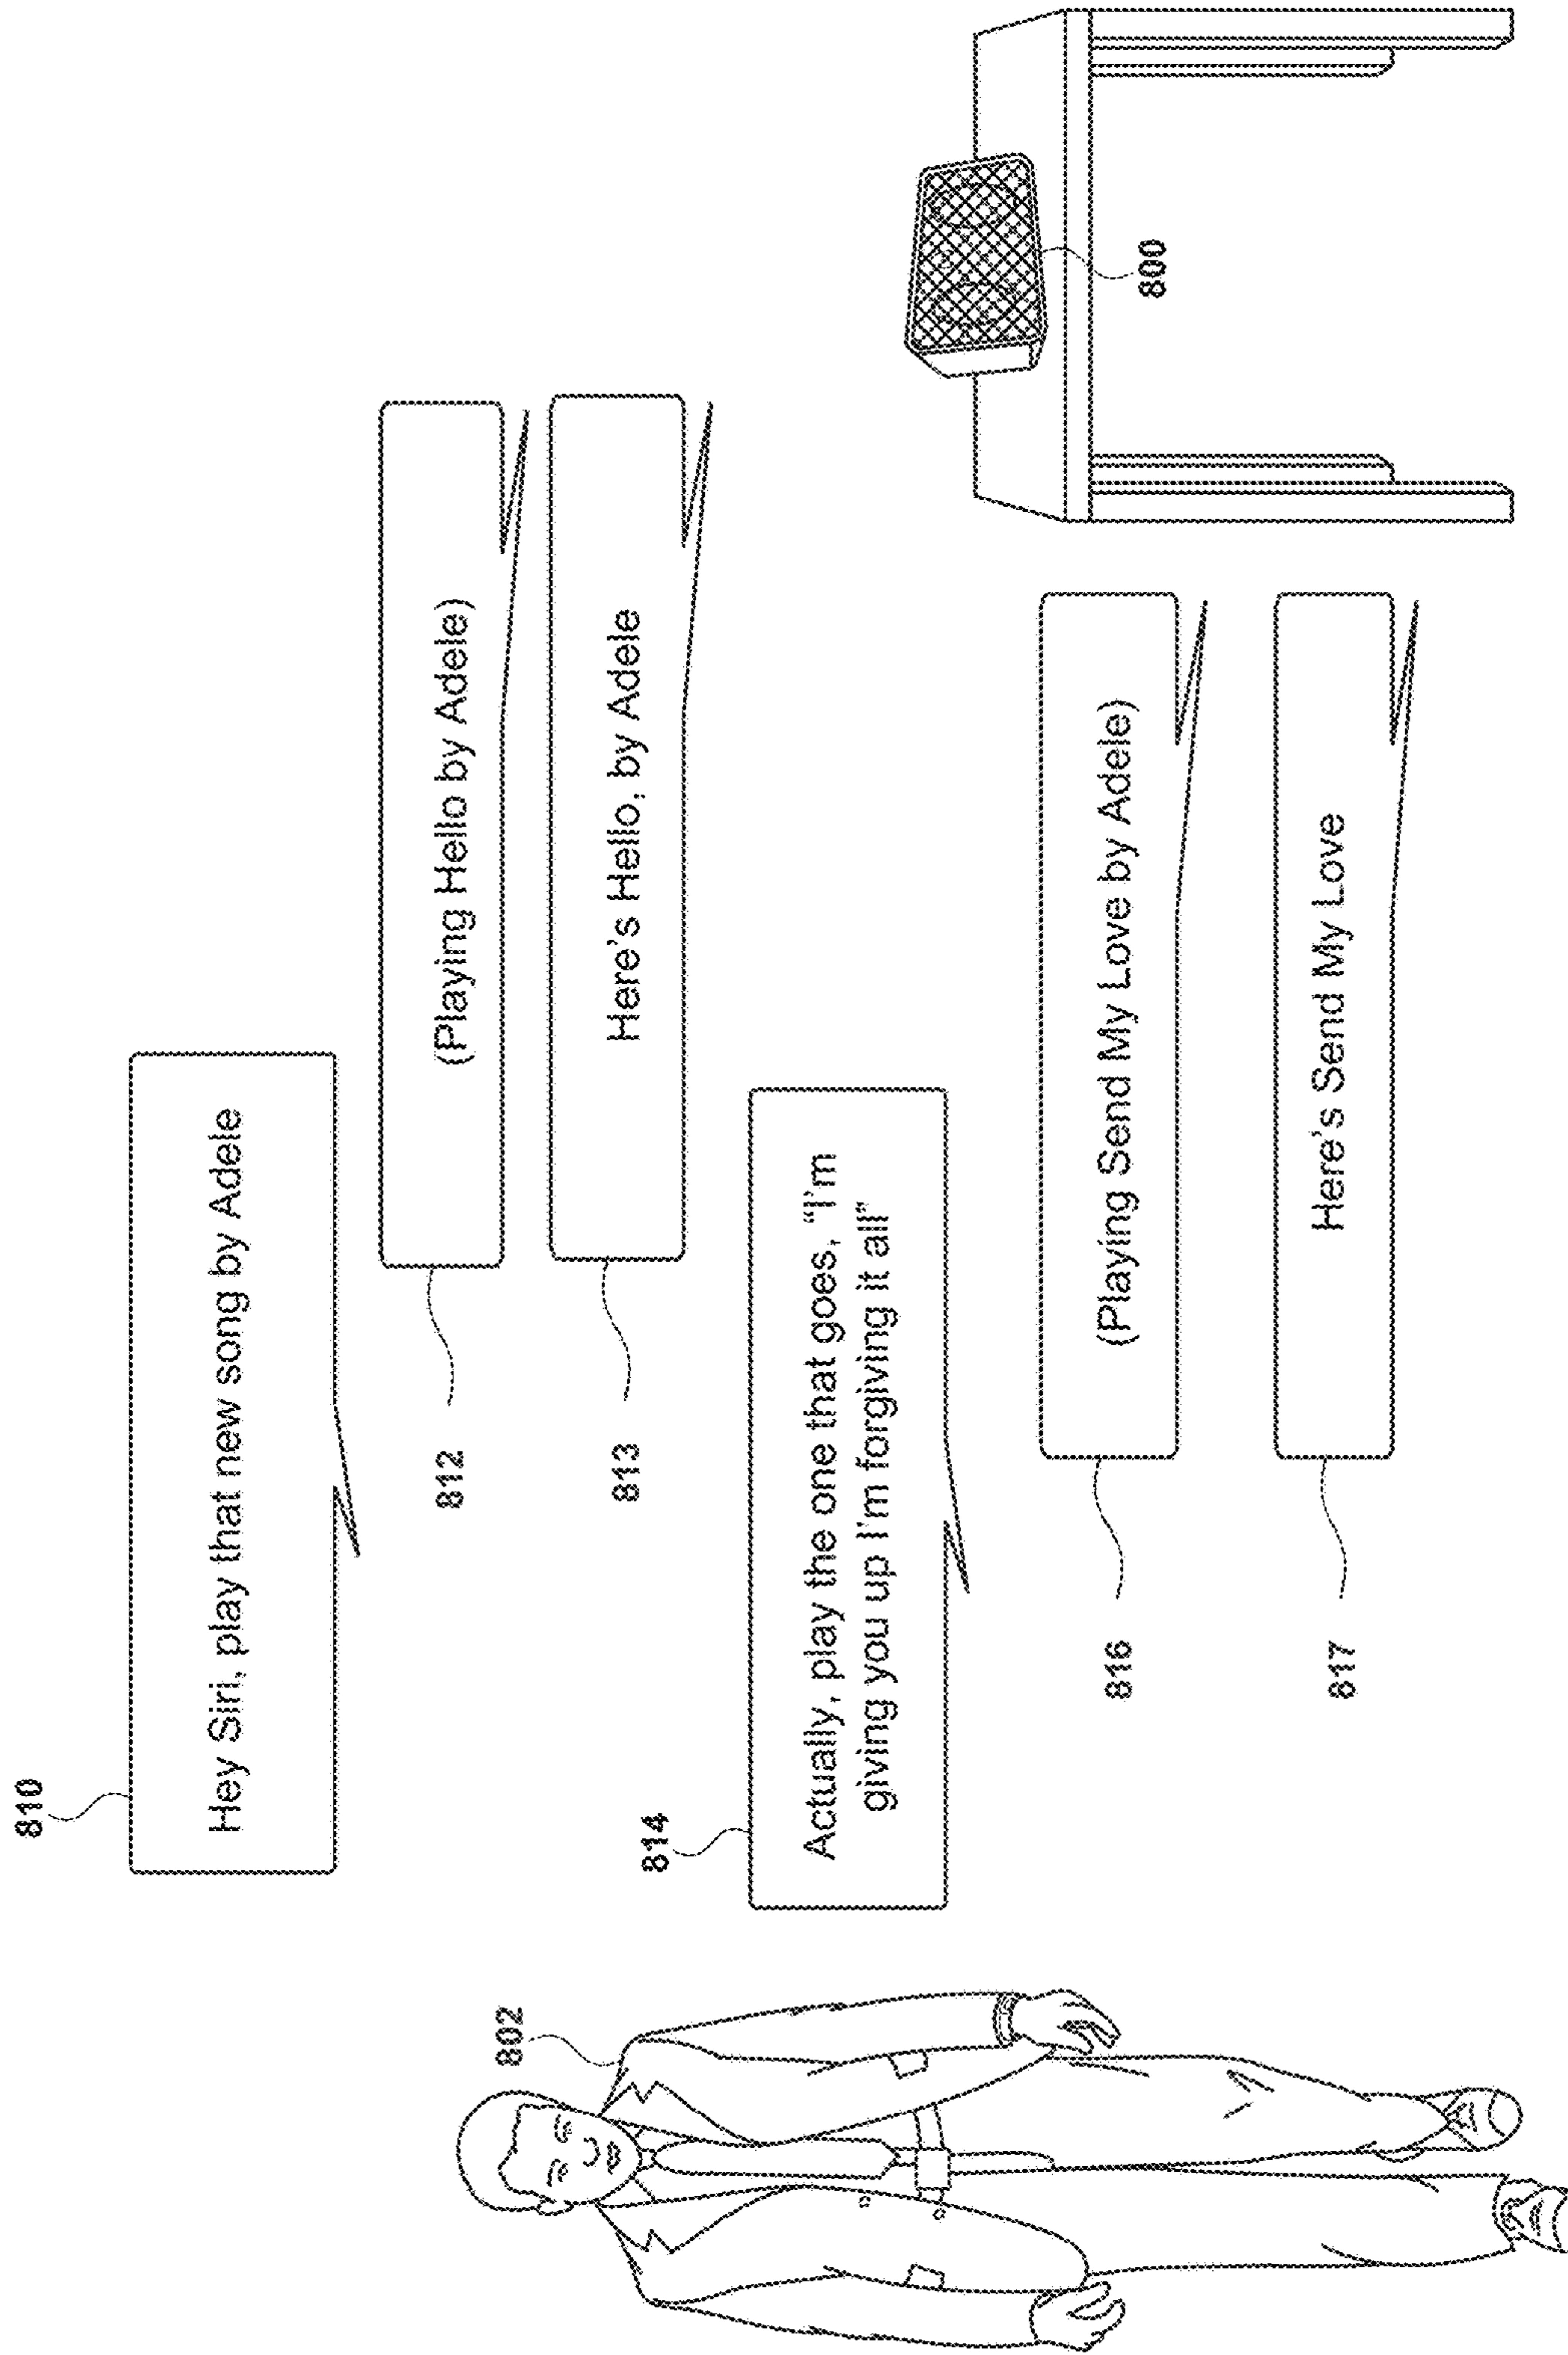 810
Hey Siri, play that new song by Adele
812
(Playing Hello by Adele)
813
Here's Hello, by Adele
802
814
Actually, play the one that goes, “I'm
giving you up I'm forgiving it all”
816
(Playing Send My Love by Adele)
817
Here's Send My Love
800